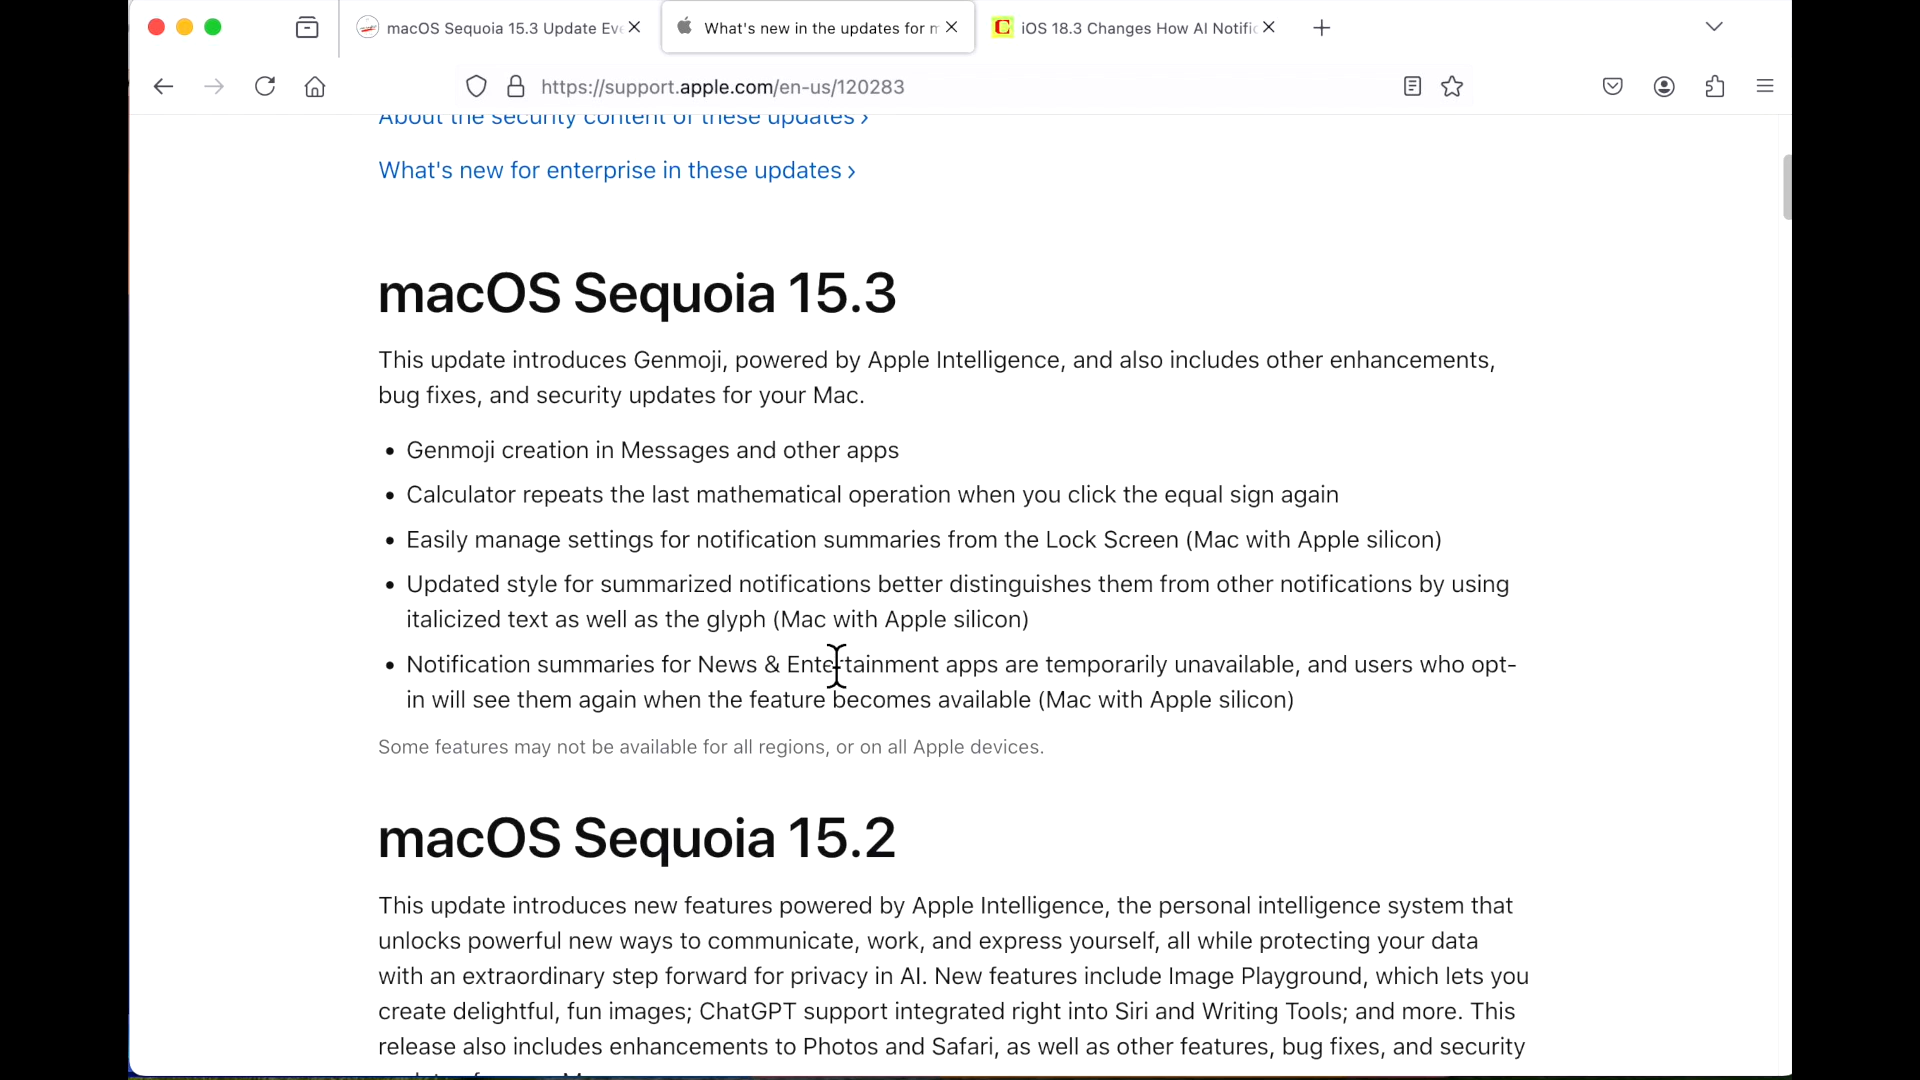 macOS Sequoia 15.3 Update Eve
What's new in the updates for m
C iOS 18.3 Changes How AI Notific
https://support.apple.com/en-us/120283
About the security content of these updates ›
What's new for enterprise in these updates ›
macOS Sequoia 15.3
This update introduces Genmoji, powered by Apple Intelligence, and also includes other enhancements,
bug fixes, and security updates for your Mac.
• Genmoji creation in Messages and other apps
• Calculator repeats the last mathematical operation when you click the equal sign again
• Easily manage settings for notification summaries from the Lock Screen (Mac with Apple silicon)
• Updated style for summarized notifications better distinguishes them from other notifications by using
italicized text as well as the glyph (Mac with Apple silicon)
• Notification summaries for News & Entertainment apps are temporarily unavailable, and users who opt-
in will see them again when the feature becomes available (Mac with Apple silicon)
Some features may not be available for all regions, or on all Apple devices.
macOS Sequoia 15.2
This update introduces new features powered by Apple Intelligence, the personal intelligence system that
unlocks powerful new ways to communicate, work, and express yourself, all while protecting your data
with an extraordinary step forward for privacy in AI. New features include Image Playground, which lets you
create delightful, fun images; ChatGPT support integrated right into Siri and Writing Tools; and more. This
release also includes enhancements to Photos and Safari, as well as other features, bug fixes, and security